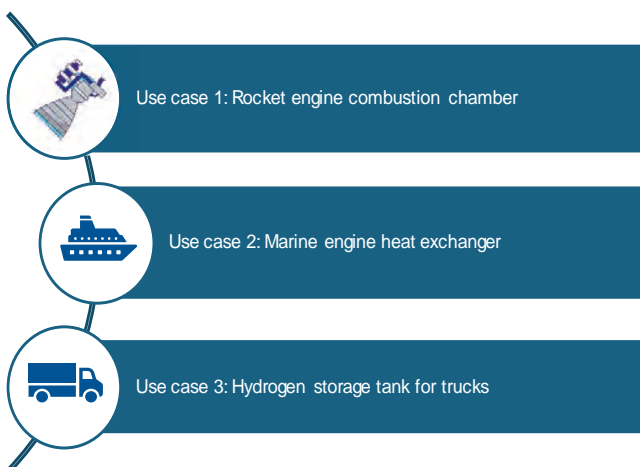 Use case 1: Rocket engine combustion chamber
Use case 2: Marine engine heat exchanger
Use case 3: Hydrogen storage tank for trucks